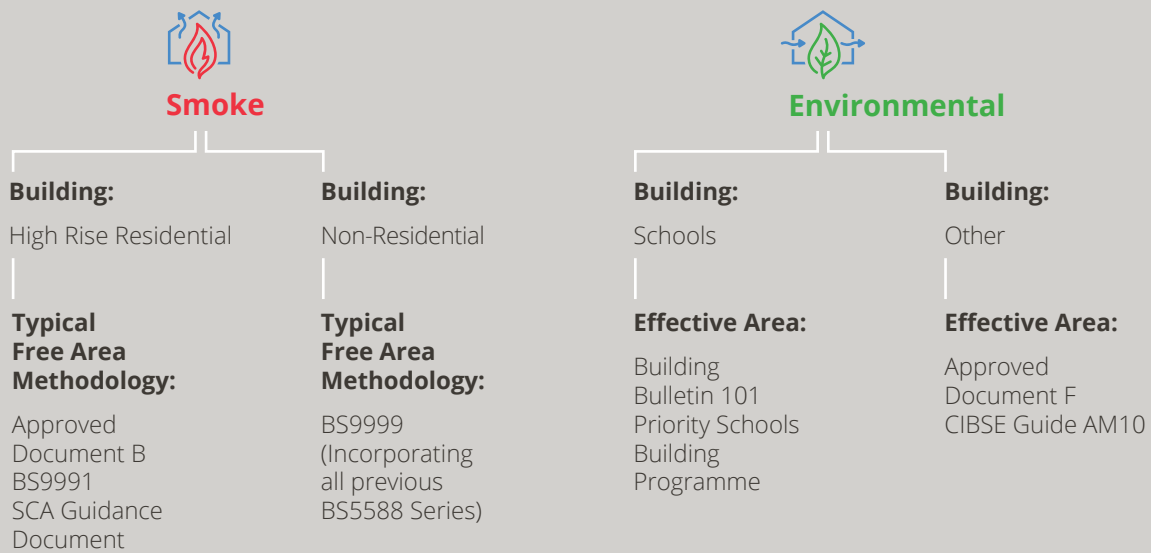 Smoke
Building:
High Rise Residential
Typical
Free Area
Methodology:
Approved
Document B
BS9991
SCA Guidance
Document
Building:
Non-Residential
Typical
Free Area
Methodology:
BS9999
(Incorporating
all previous
BS5588 Series)
Environmental
Building:
Schools
Effective Area:
Building
Bulletin 101
Priority Schools
Building
Programme
Building:
Other
Effective Area:
Approved
Document F
CIBSE Guide AM10